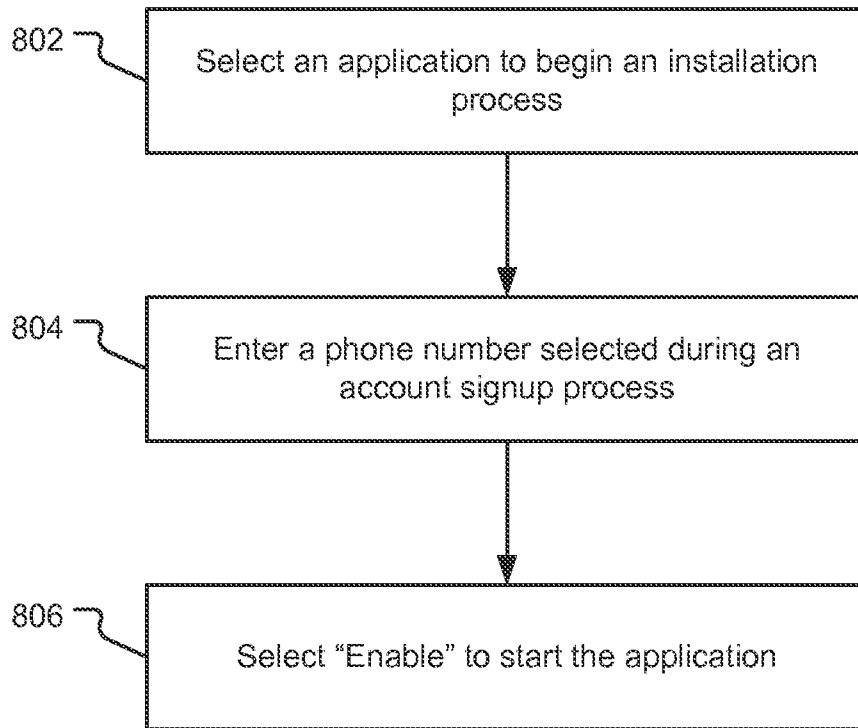 802
Select an application to begin an installation
process
804
Enter a phone number selected during an
account signup process
806
Select “Enable” to start the application